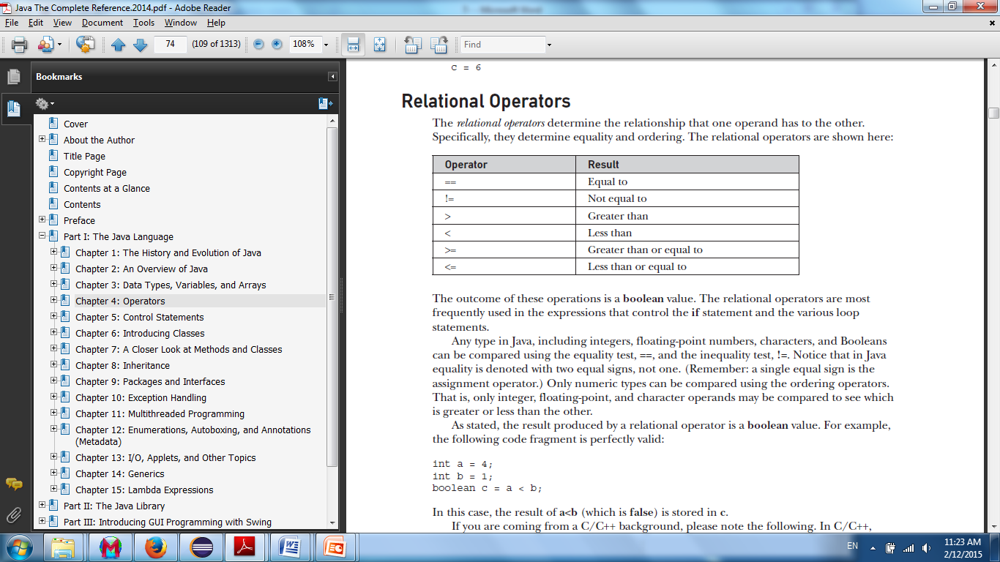 Java The Complete Reference.2014.pdf - Adobe Reader
File Edit View Document Tools Window Help
74 (109 of 1313) 108% Find
Bookmarks
Cover
About the Author
Title Page
Copyright Page
Contents at a Glance
Contents
Preface
Part I: The Java Language
Chapter 1: The History and Evolution of Java
Chapter 2: An Overview of Java
Chapter 3: Data Types, Variables, and Arrays
Chapter 4: Operators
Chapter 5: Control Statements
Chapter 6: Introducing Classes
Chapter 7: A Closer Look at Methods and Classes
Chapter 8: Inheritance
Chapter 9: Packages and Interfaces
Chapter 10: Exception Handling
Chapter 11: Multithreaded Programming
Chapter 12: Enumerations, Autoboxing, and Annotations
(Metadata)
Chapter 13: I/O, Applets, and Other Topics
Chapter 14: Generics
Chapter 15: Lambda Expressions
Part II: The Java Library
Part III: Introducing GUI Programming with Swing
c = 6
Relational Operators
The relational operators determine the relationship that one operand has to the other.
Specifically, they determine equality and ordering. The relational operators are shown here:
Operator Result
== Equal to
!= Not equal to
> Greater than
< Less than
>= Greater than or equal to
<= Less than or equal to
The outcome of these operations is a boolean value. The relational operators are most
frequently used in the expressions that control the if statement and the various loop
statements.
Any type in Java, including integers, floating-point numbers, characters, and Booleans
can be compared using the equality test, ==, and the inequality test, !=. Notice that in Java
equality is denoted with two equal signs, not one. (Remember: a single equal sign is the
assignment operator.) Only numeric types can be compared using the ordering operators.
That is, only integer, floating-point, and character operands may be compared to see which
is greater or less than the other.
As stated, the result produced by a relational operator is a boolean value. For example,
the following code fragment is perfectly valid:
int a = 4;
int b = 1;
boolean c = a < b;
In this case, the result of a<b (which is false) is stored in c.
If you are coming from a C/C++ background, please note the following. In C/C++,
EN
11:23 AM
2/12/2015